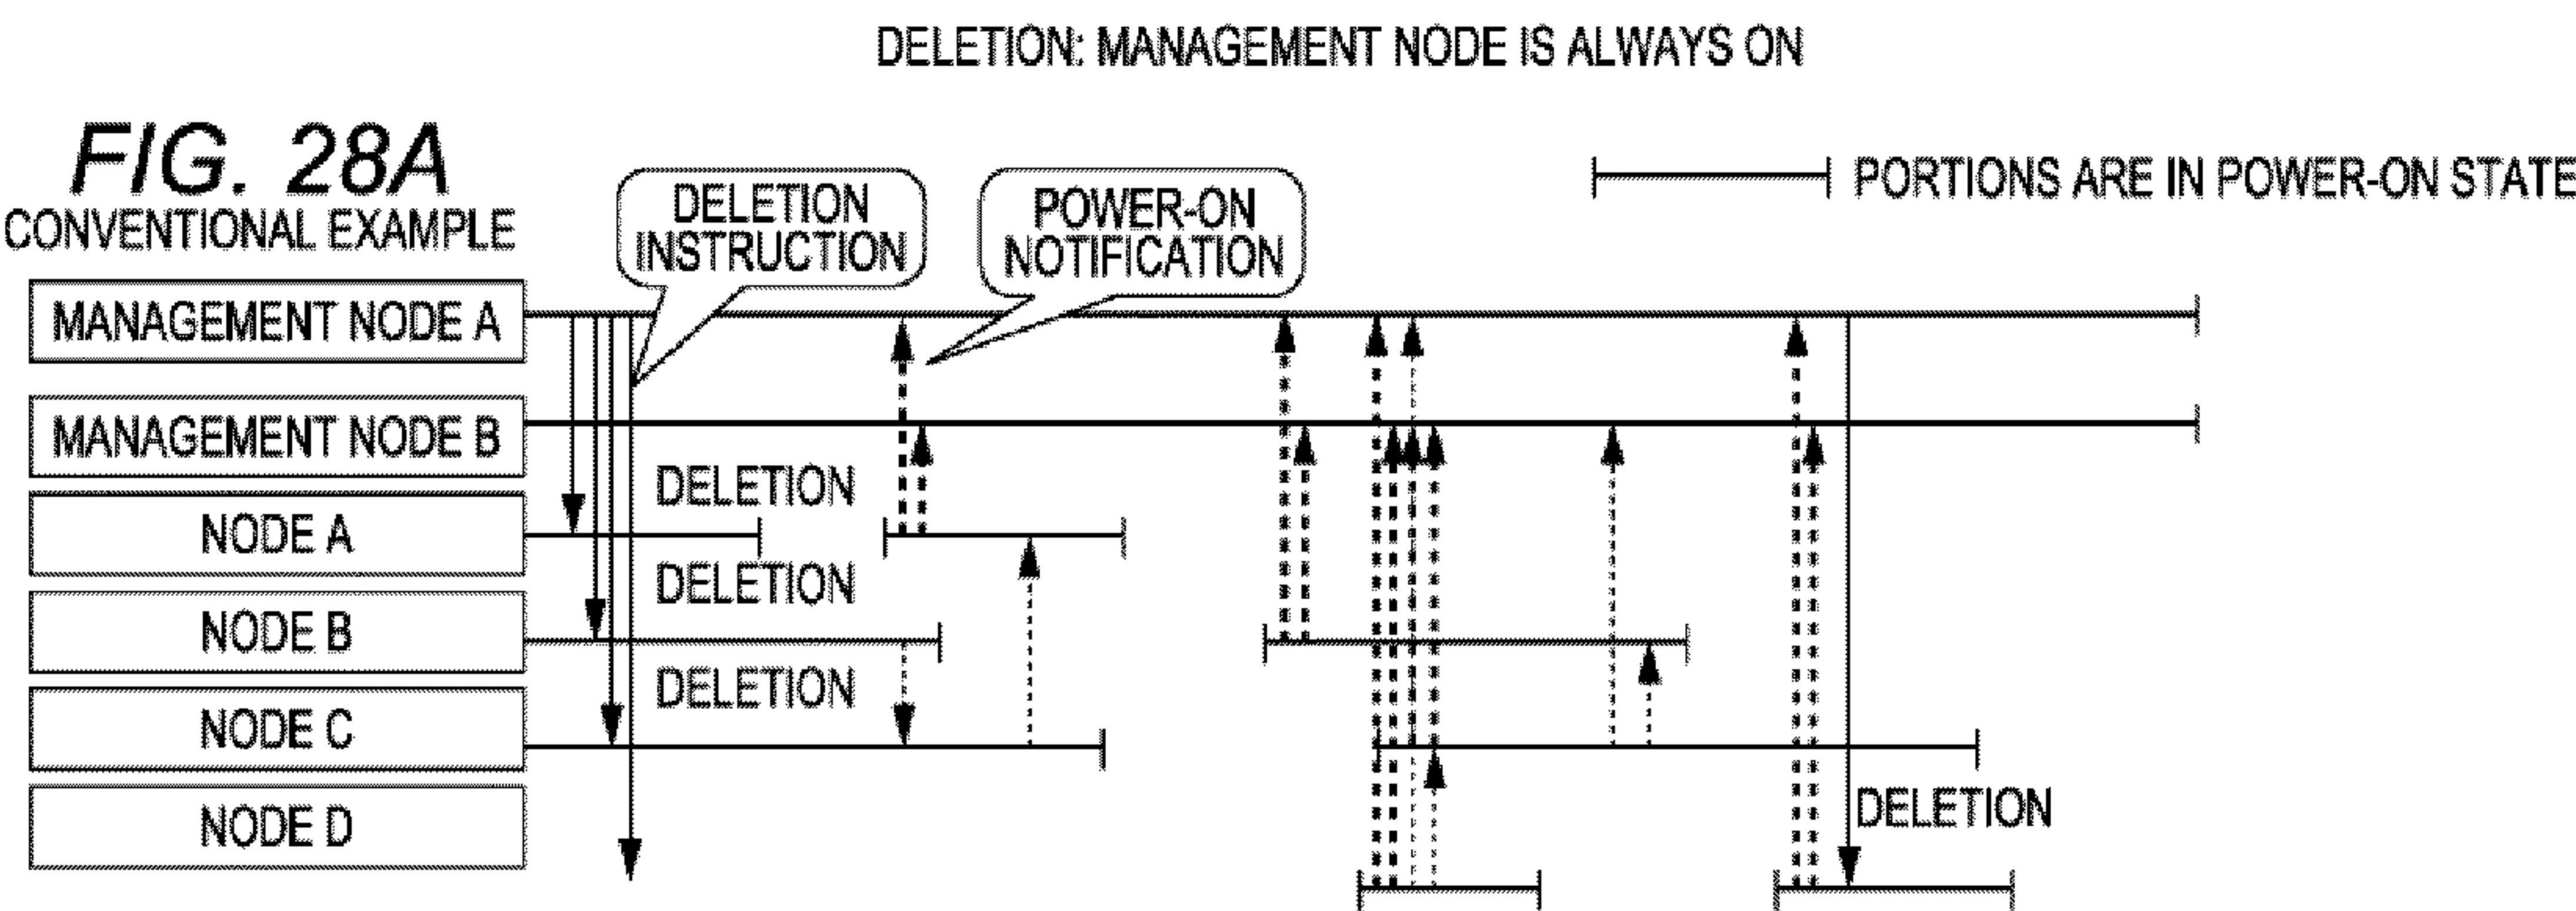 DELETION: MANAGEMENT NODE IS ALWAYS ON
FIG. 28A
CONVENTIONAL EXAMPLE
DELETION
INSTRUCTION
POWER-ON
NOTIFICATION
PORTIONS ARE IN POWER-ON STATE
MANAGEMENT NODE A
MANAGEMENT NODE B
DELETION
NODE A
DELETION
NODE B
DELETION
NODE C
DELETION
NODE D